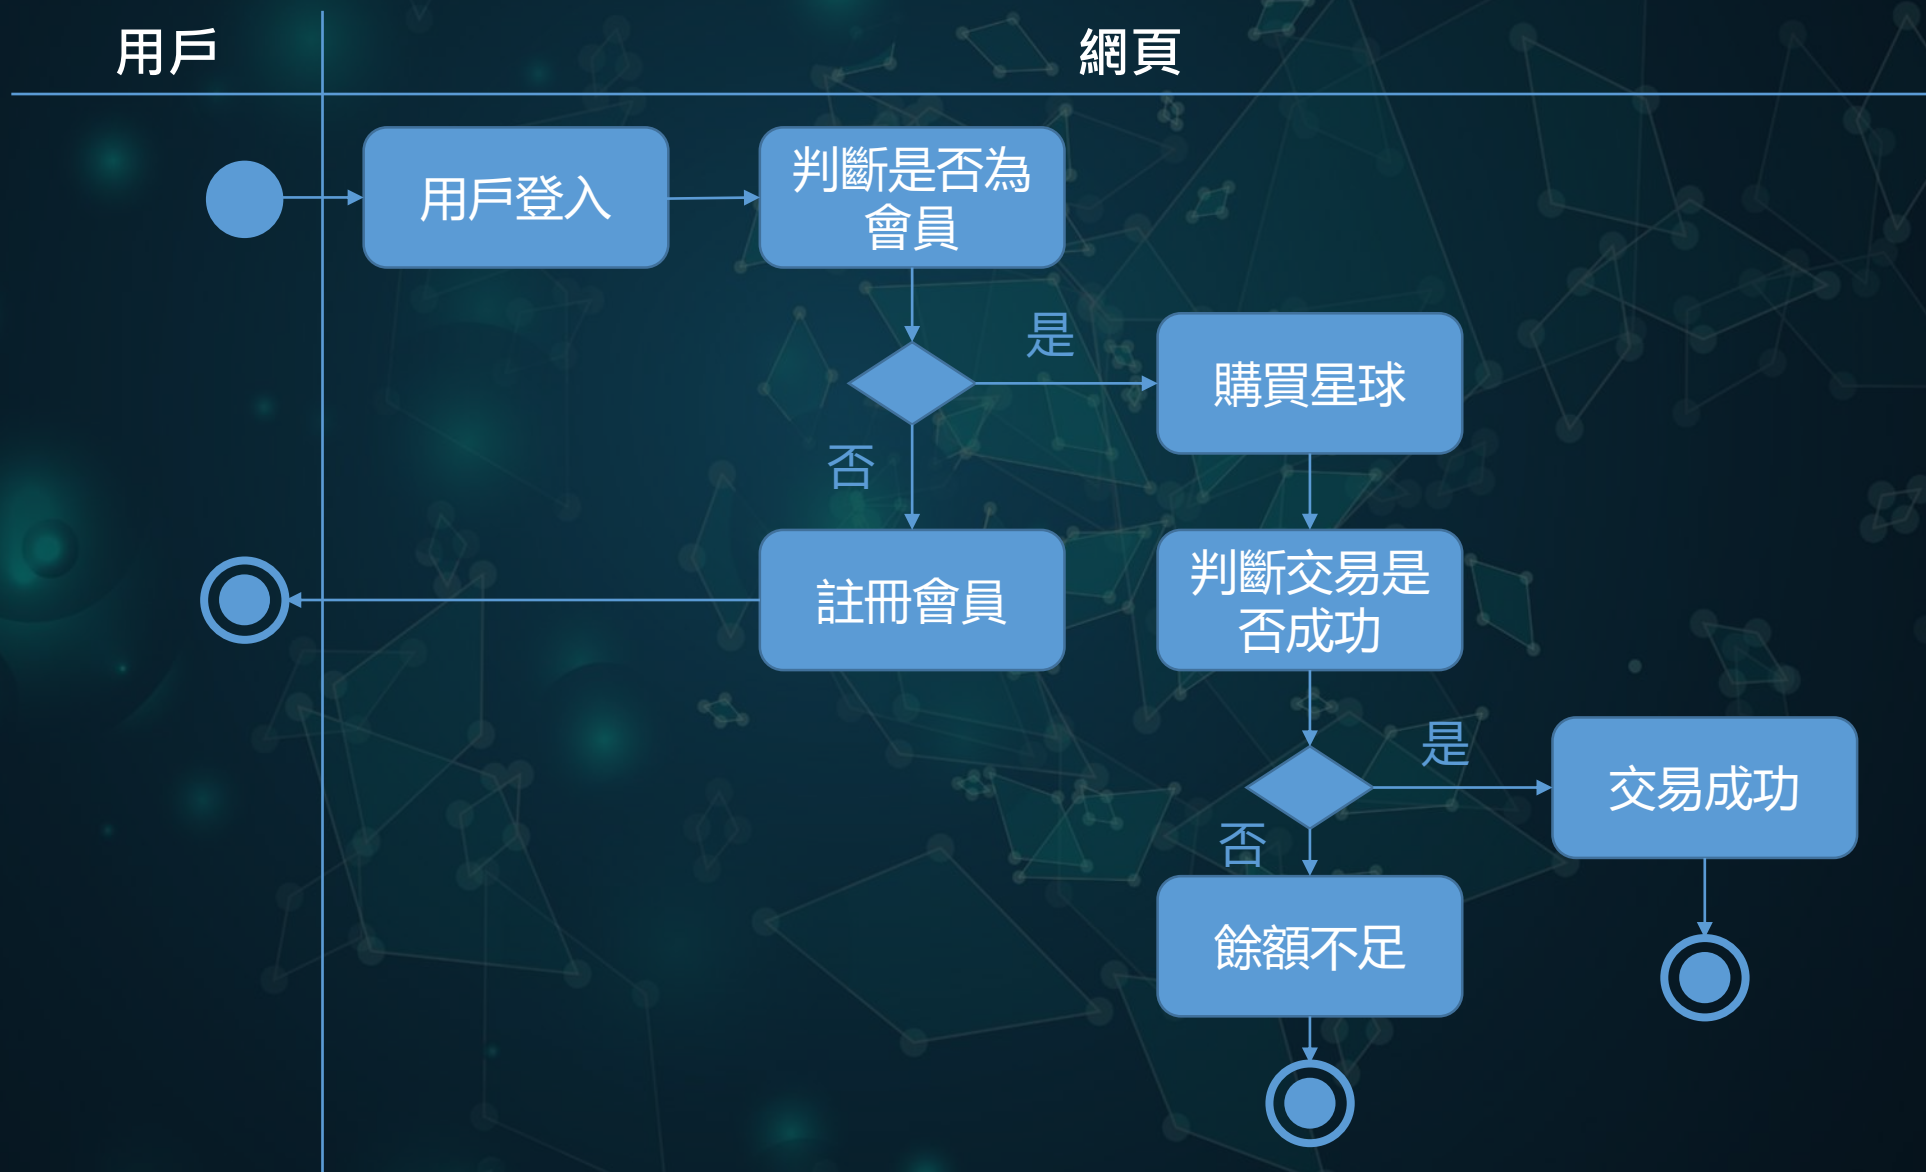 用戶
網頁
用戶登入
判斷是否為
會員
是
購買星球
否
註冊會員
判斷交易是
否成功
是
交易成功
否
餘額不足